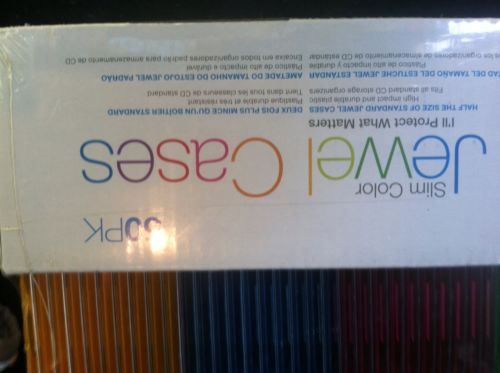 50PK
Slim Color
Jewel Cases
I'll Protect What Matters
HALF THE SIZE OF STANDARD JEWEL CASES
High impact and durable plastic
Fits all standard CD storage organizers
DEL TAMAÑO DEL ESTUCHE JEWEL ESTÁNDAR
Plástico de alto impacto y durable
organizadores de almacenamiento de CD estándar
DEUX FOIS PLUS MINCE QU'UN BOITIER STANDARD
Plastique durable et tres resistant
Tient dans tous les classeurs de CD standard
AMETADE DO TAMANHO DO ESTOJO JEWEL PADRÃO
Plástico de alto impacto e durável
Encaixa em todos organizadores padrão para armazenamento de CD